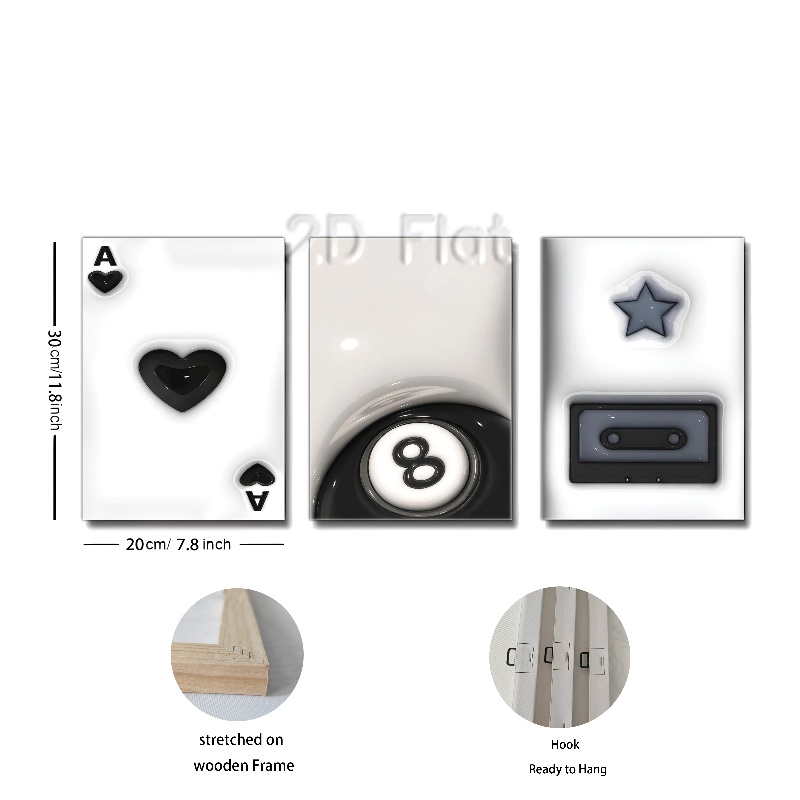 2D Flat
A
8
A
30cm/11.8inch
20cm/ 7.8 inch
stretched on
wooden Frame
Hook
Ready to Hang